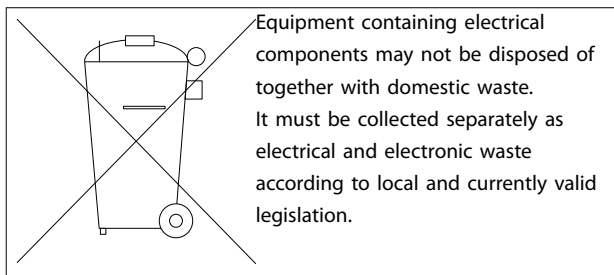 Equipment containing electrical
components may not be disposed of
together with domestic waste.
It must be collected separately as
electrical and electronic waste
according to local and currently valid
legislation.